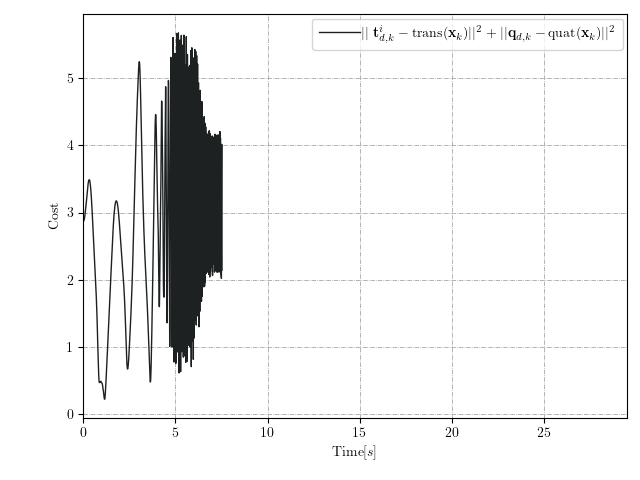 || t^i_{d,k} − trans(x_k)||^2 + ||q_{d,k} − quat(x_k)||^2
5
4
3
2
1
0
Cost
0 5 10 15 20 25
Time[s]